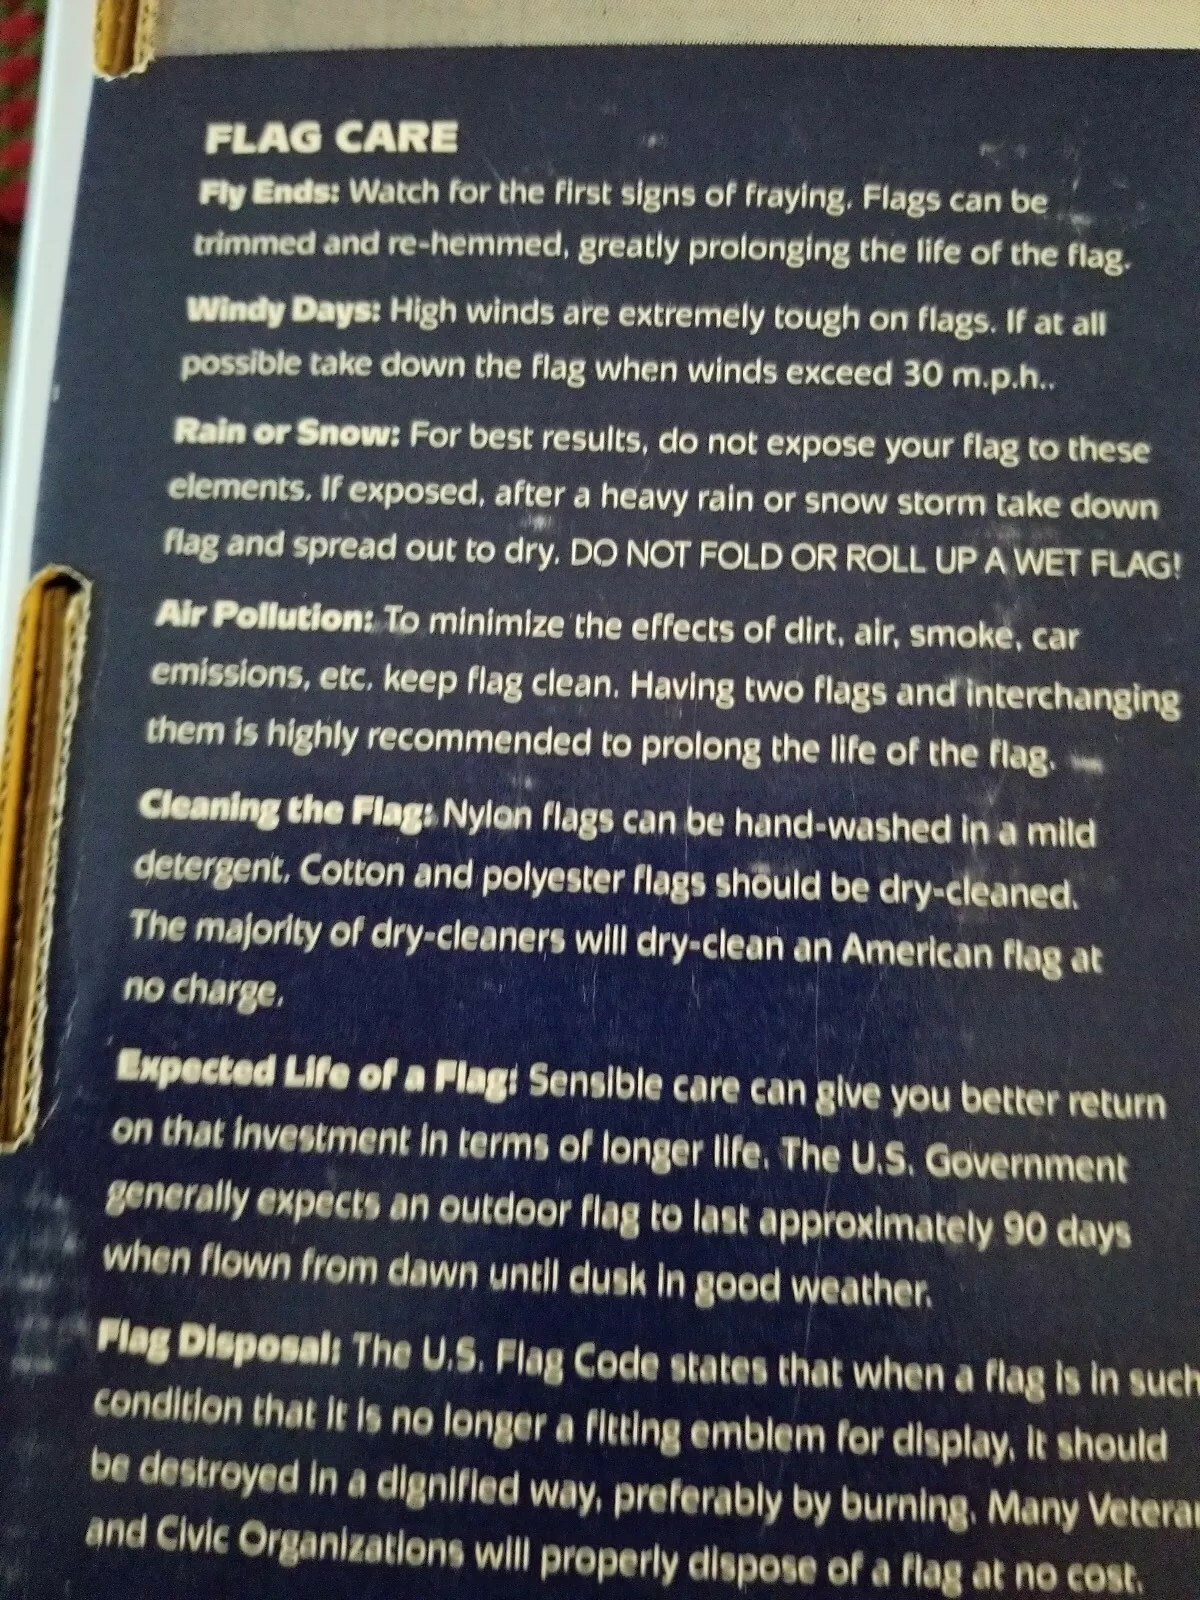 FLAG CARE
Fly Ends: Watch for the first signs of fraying. Flags can be
trimmed and re-hemmed, greatly prolonging the life of the flag.
Windy Days: High winds are extremely tough on flags. If at all
possible take down the flag when winds exceed 30 m.p.h..
Rain or Snow: For best results, do not expose your flag to these
elements. If exposed, after a heavy rain or snow storm take down
flag and spread out to dry. DO NOT FOLD OR ROLL UP A WET FLAG!
Air Pollution: To minimize the effects of dirt, air, smoke, car
emissions, etc. keep flag clean. Having two flags and interchanging
them is highly recommended to prolong the life of the flag.
Cleaning the Flag: Nylon flags can be hand-washed in a mild
detergent. Cotton and polyester flags should be dry-cleaned.
The majority of dry-cleaners will dry-clean an American flag at
no charge.
Expected Life of a Flag: Sensible care can give you better return
on that investment in terms of longer life. The U.S. Government
generally expects an outdoor flag to last approximately 90 days
when flown from dawn until dusk in good weather.
Flag Disposal: The U.S. Flag Code states that when a flag is in such
condition that it is no longer a fitting emblem for display, it should
be destroyed in a dignified way, preferably by burning. Many Vetera
and Civic Organizations will properly dispose of a flag at no cost.